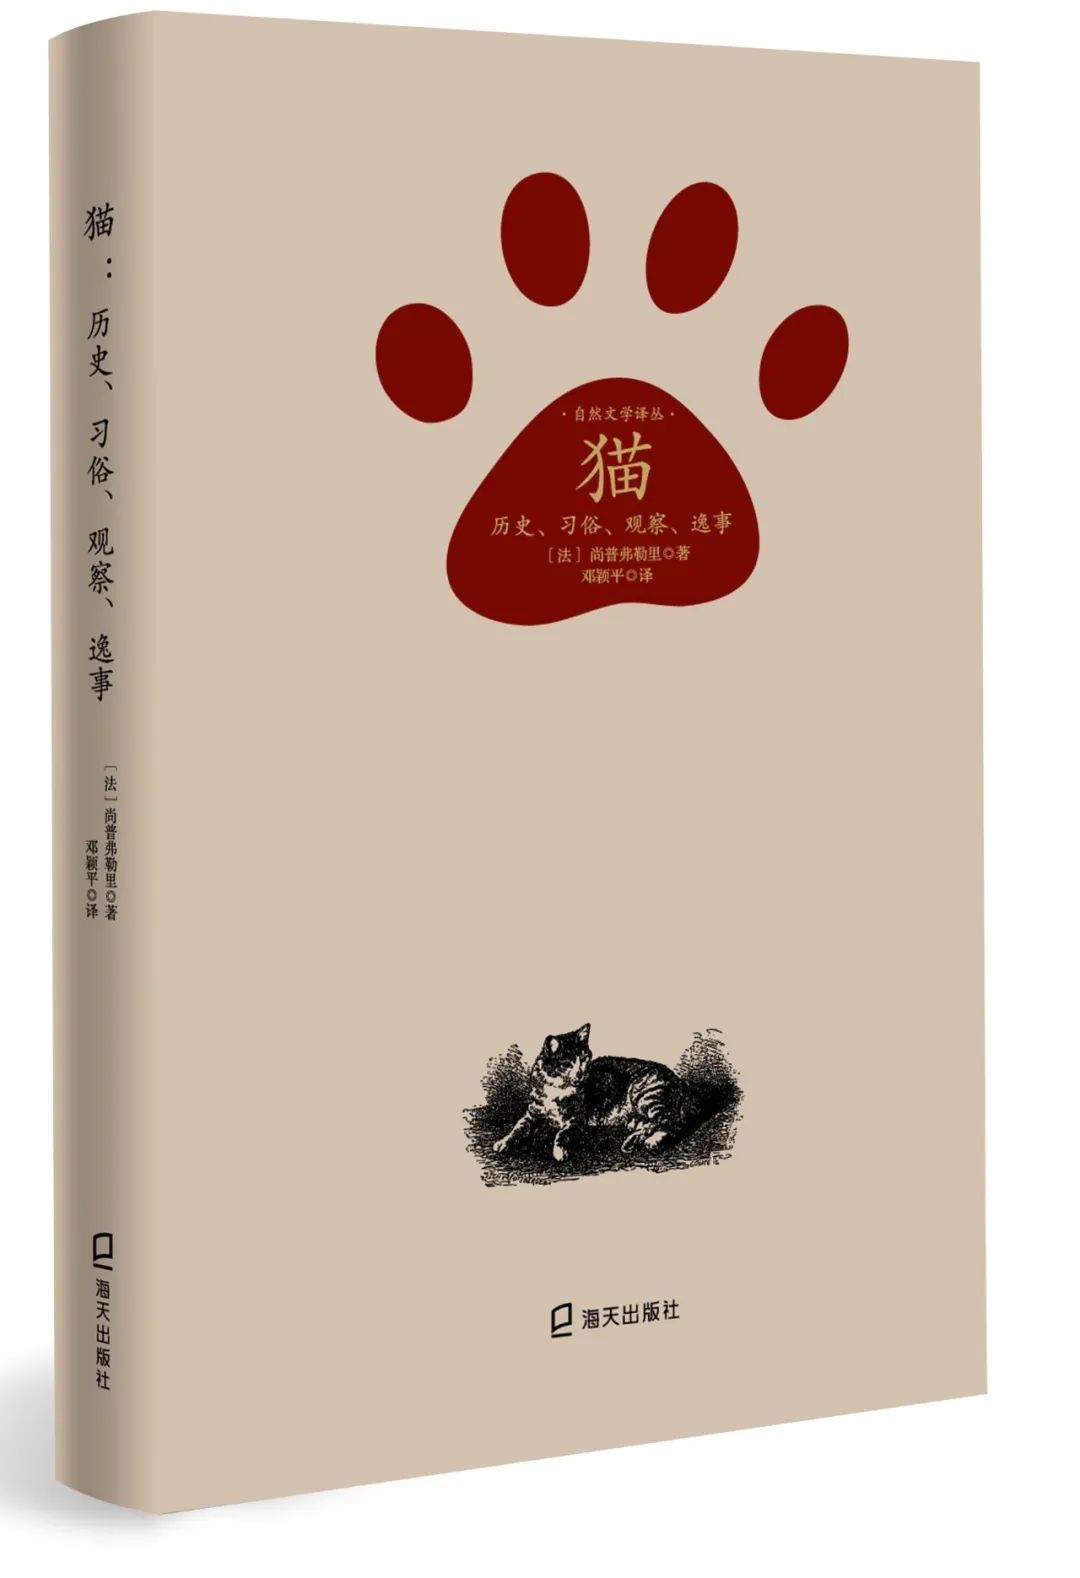 猫：历史、习俗、观察、逸事
［法］尚普弗勒里◎著
邓颖平◎译
海天出版社
·自然文学译丛·
猫
历史、习俗、观察、逸事
［法］尚普弗勒里◎著
邓颖平◎译
海天出版社